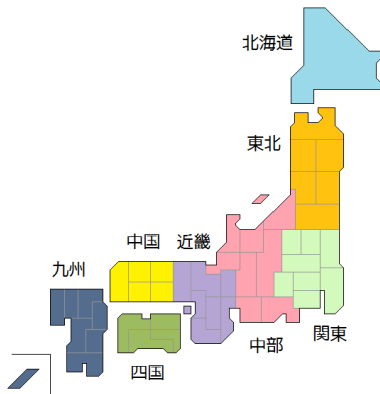 北海道
東北
中国
近畿
九州
関東
中部
四国